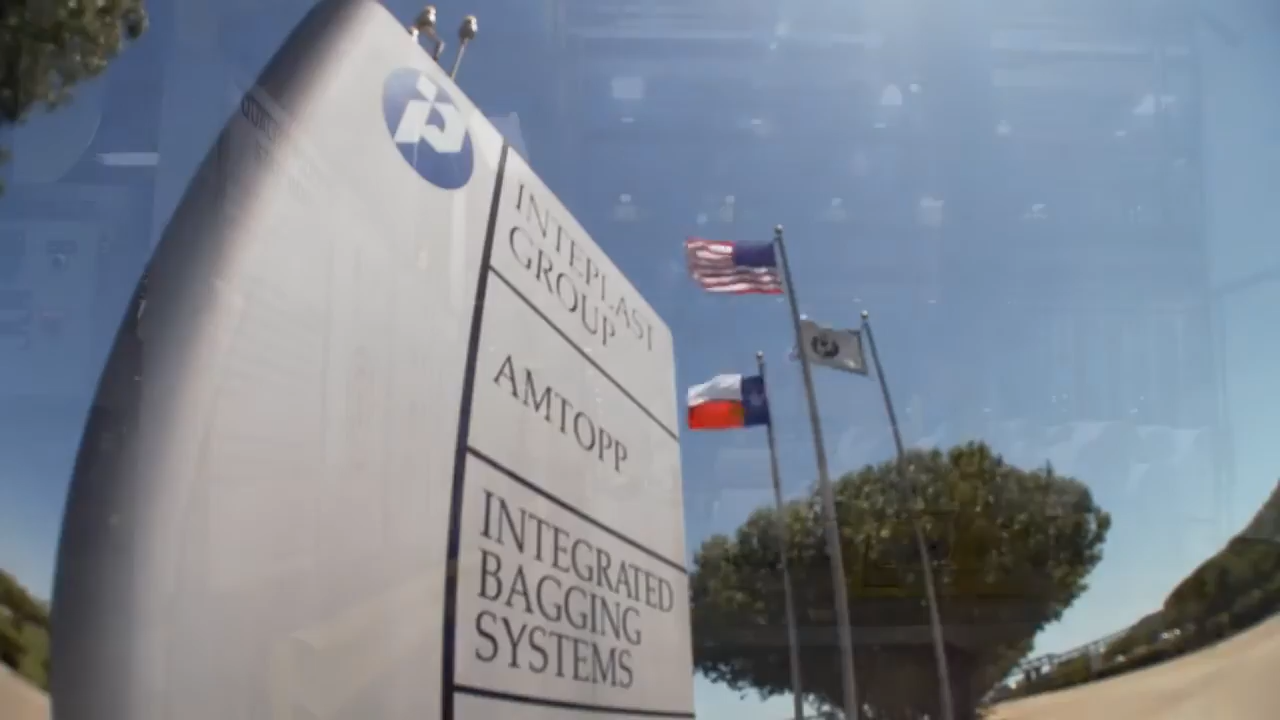 INTEPLAST
GROUP
AMTOPP
INTEGRATED
BAGGING
SYSTEMS